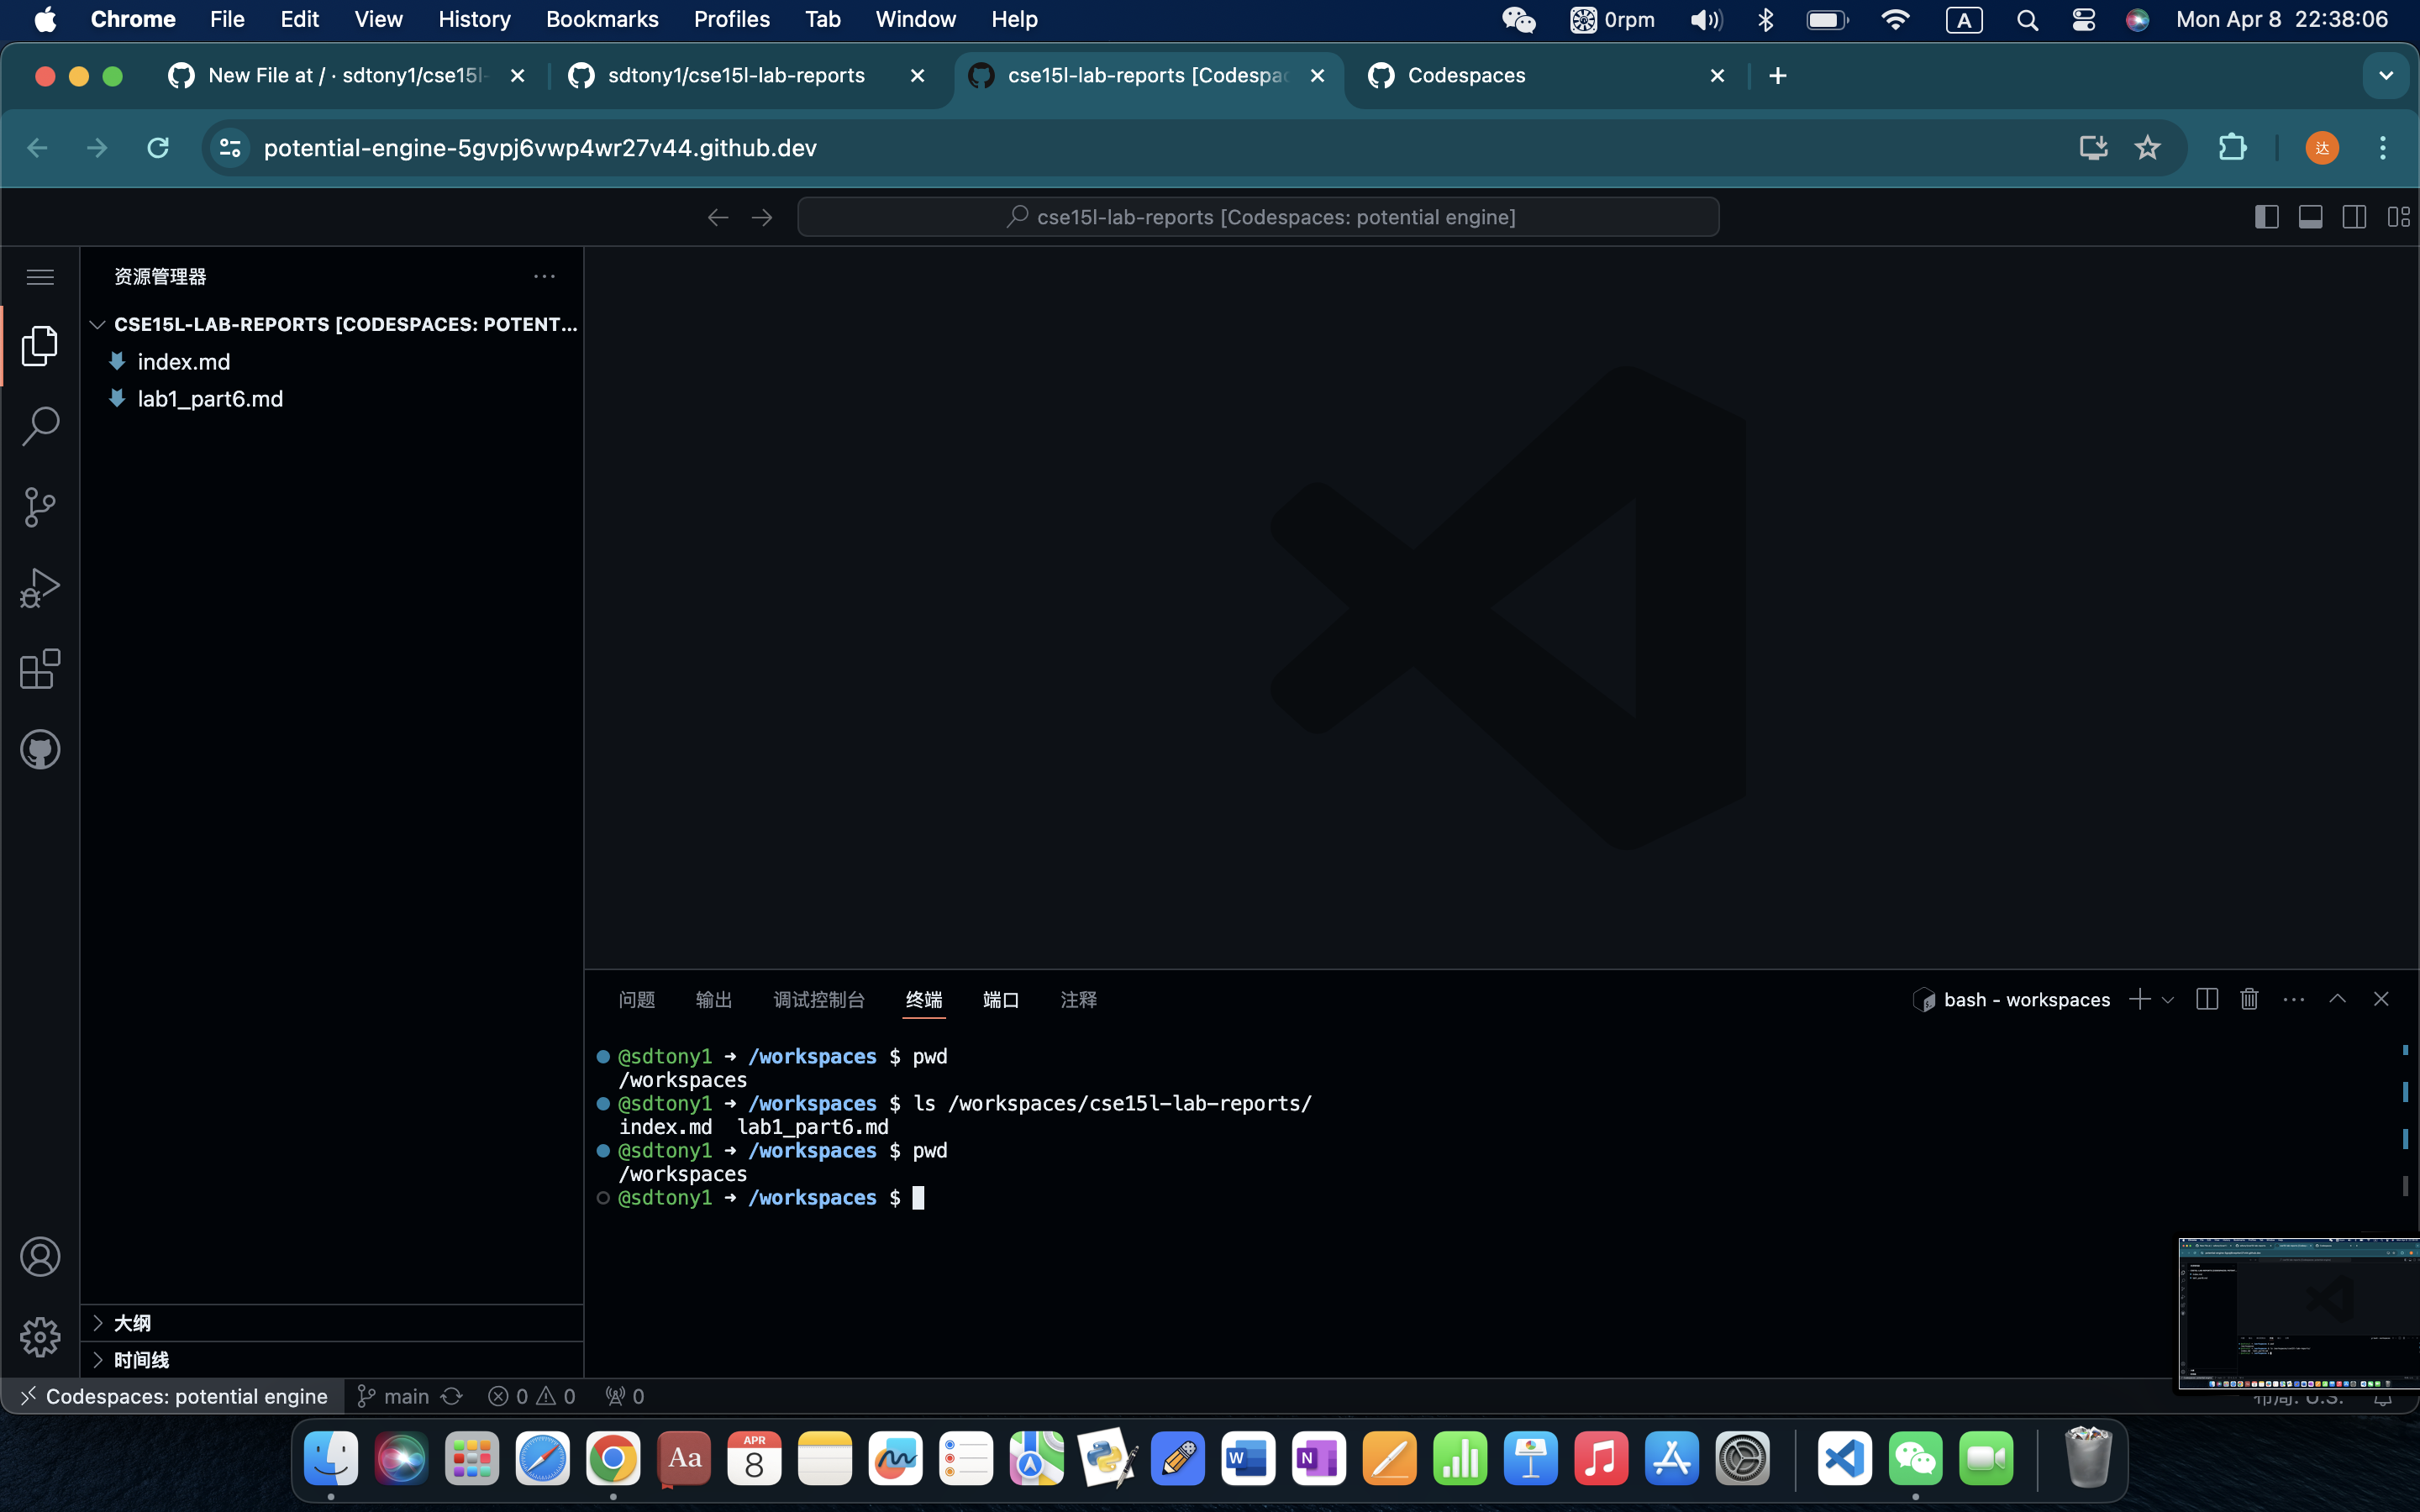 Chrome File Edit View History Bookmarks Profiles Tab Window Help 0rpm A Mon Apr 8 22:38:06
New File at / · sdtony1/cse15l- sdtony1/cse15l-lab-reports cse15l-lab-reports [Codespac Codespaces
potential-engine-5gvpj6vwp4wr27v44.github.dev 达
cse15l-lab-reports [Codespaces: potential engine]
资源管理器
CSE15L-LAB-REPORTS [CODESPACES: POTENT...
index.md
lab1_part6.md
问题 输出 调试控制台 终端 端口 注释 bash - workspaces
@sdtony1 → /workspaces $ pwd
/workspaces
@sdtony1 → /workspaces $ ls /workspaces/cse15l-lab-reports/
index.md lab1_part6.md
@sdtony1 → /workspaces $ pwd
/workspaces
@sdtony1 → /workspaces $
大纲
时间线
Codespaces: potential engine main 0 0 0 布局: U.S.
Aa APR 8 W N